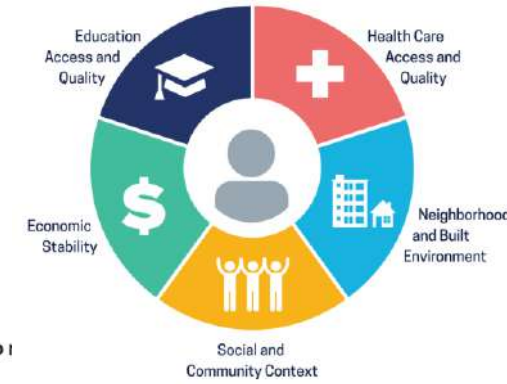 Education
Access and
Quality
Health Care
Access and
Quality
Economic
Stability
Neighborhood
and Built
Environment
Social and
Community Context